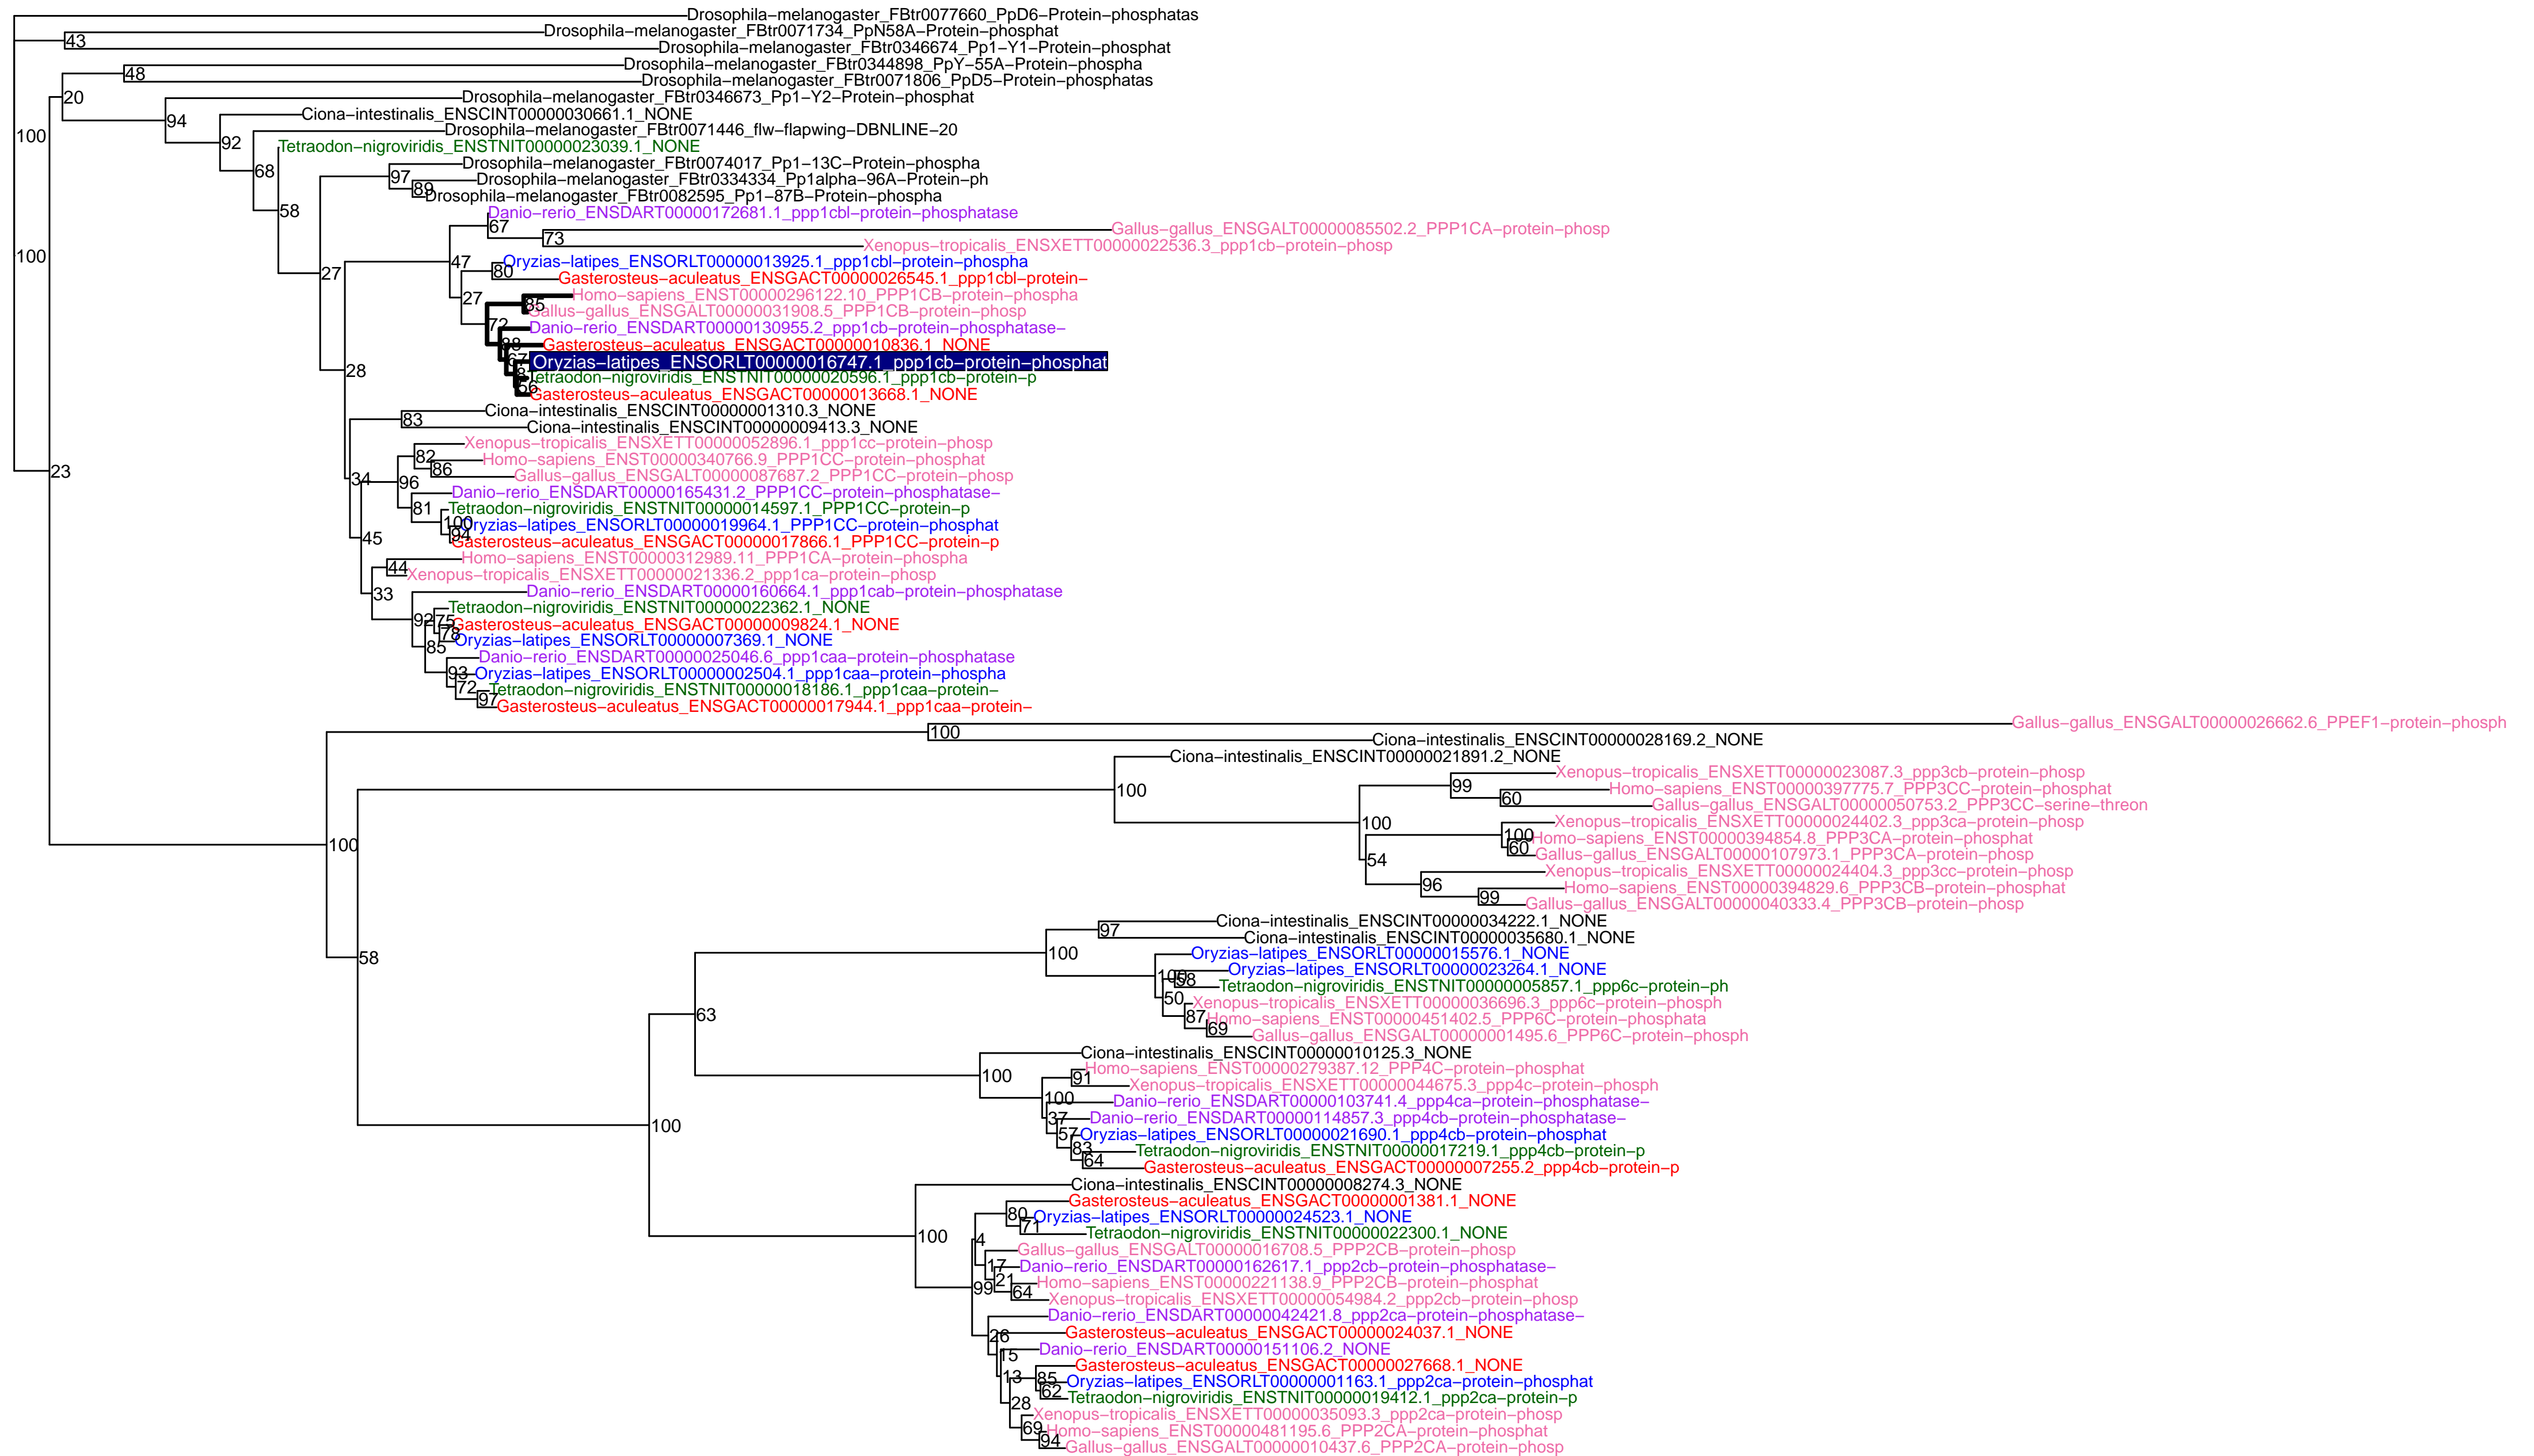 Drosophila−melanogaster_FBtr0077660_PpD6−Protein−phosphatas
Drosophila−melanogaster_FBtr0071734_PpN58A−Protein−phosphat
43
Drosophila−melanogaster_FBtr0346674_Pp1−Y1−Protein−phosphat
Drosophila−melanogaster_FBtr0344898_PpY−55A−Protein−phospha
48
Drosophila−melanogaster_FBtr0071806_PpD5−Protein−phosphatas
20
Drosophila−melanogaster_FBtr0346673_Pp1−Y2−Protein−phosphat
Ciona−intestinalis_ENSCINT00000030661.1_NONE
94
Drosophila−melanogaster_FBtr0071446_flw−flapwing−DBNLINE−20
100
92
Tetraodon−nigroviridis_ENSTNIT00000023039.1_NONE
Drosophila−melanogaster_FBtr0074017_Pp1−13C−Protein−phospha
68
97
Drosophila−melanogaster_FBtr0334334_Pp1alpha−96A−Protein−ph
89
Drosophila−melanogaster_FBtr0082595_Pp1−87B−Protein−phospha
58
Danio−rerio_ENSDART00000172681.1_ppp1cbl−protein−phosphatase
67
Gallus−gallus_ENSGALT00000085502.2_PPP1CA−protein−phosp
73
Xenopus−tropicalis_ENSXETT00000022536.3_ppp1cb−protein−phosp
100
47
Oryzias−latipes_ENSORLT00000013925.1_ppp1cbl−protein−phospha
27
80
Gasterosteus−aculeatus_ENSGACT00000026545.1_ppp1cbl−protein−
27
Homo−sapiens_ENST00000296122.10_PPP1CB−protein−phospha
85
Gallus−gallus_ENSGALT00000031908.5_PPP1CB−protein−phosp
72
Danio−rerio_ENSDART00000130955.2_ppp1cb−protein−phosphatase−
88
Gasterosteus−aculeatus_ENSGACT00000010836.1_NONE
67
Oryzias−latipes_ENSORLT00000016747.1_ppp1cb−protein−phosphat
28
Tetraodon−nigroviridis_ENSTNIT00000020596.1_ppp1cb−protein−p
56
Gasterosteus−aculeatus_ENSGACT00000013668.1_NONE
Ciona−intestinalis_ENSCINT00000001310.3_NONE
83
Ciona−intestinalis_ENSCINT00000009413.3_NONE
Xenopus−tropicalis_ENSXETT00000052896.1_ppp1cc−protein−phosp
82
Homo−sapiens_ENST00000340766.9_PPP1CC−protein−phosphat
23
86
34
Gallus−gallus_ENSGALT00000087687.2_PPP1CC−protein−phosp
96
Danio−rerio_ENSDART00000165431.2_PPP1CC−protein−phosphatase−
81
Tetraodon−nigroviridis_ENSTNIT00000014597.1_PPP1CC−protein−p
100
Oryzias−latipes_ENSORLT00000019964.1_PPP1CC−protein−phosphat
45
94
Gasterosteus−aculeatus_ENSGACT00000017866.1_PPP1CC−protein−p
Homo−sapiens_ENST00000312989.11_PPP1CA−protein−phospha
44
Xenopus−tropicalis_ENSXETT00000021336.2_ppp1ca−protein−phosp
33
Danio−rerio_ENSDART00000160664.1_ppp1cab−protein−phosphatase
Tetraodon−nigroviridis_ENSTNIT00000022362.1_NONE
92
75
Gasterosteus−aculeatus_ENSGACT00000009824.1_NONE
78
Oryzias−latipes_ENSORLT00000007369.1_NONE
85
Danio−rerio_ENSDART00000025046.6_ppp1caa−protein−phosphatase
93
Oryzias−latipes_ENSORLT00000002504.1_ppp1caa−protein−phospha
72
Tetraodon−nigroviridis_ENSTNIT00000018186.1_ppp1caa−protein−
97
Gasterosteus−aculeatus_ENSGACT00000017944.1_ppp1caa−protein−
Gallus−gallus_ENSGALT00000026662.6_PPEF1−protein−phosph
100
Ciona−intestinalis_ENSCINT00000028169.2_NONE
Ciona−intestinalis_ENSCINT00000021891.2_NONE
Xenopus−tropicalis_ENSXETT00000023087.3_ppp3cb−protein−phosp
99
Homo−sapiens_ENST00000397775.7_PPP3CC−protein−phosphat
100
60
Gallus−gallus_ENSGALT00000050753.2_PPP3CC−serine−threon
100
Xenopus−tropicalis_ENSXETT00000024402.3_ppp3ca−protein−phosp
100
Homo−sapiens_ENST00000394854.8_PPP3CA−protein−phosphat
100
60
Gallus−gallus_ENSGALT00000107973.1_PPP3CA−protein−phosp
54
Xenopus−tropicalis_ENSXETT00000024404.3_ppp3cc−protein−phosp
96
Homo−sapiens_ENST00000394829.6_PPP3CB−protein−phosphat
99
Gallus−gallus_ENSGALT00000040333.4_PPP3CB−protein−phosp
Ciona−intestinalis_ENSCINT00000034222.1_NONE
97
Ciona−intestinalis_ENSCINT00000035680.1_NONE
58
100
Oryzias−latipes_ENSORLT00000015576.1_NONE
Oryzias−latipes_ENSORLT00000023264.1_NONE
100
58
Tetraodon−nigroviridis_ENSTNIT00000005857.1_ppp6c−protein−ph
50
Xenopus−tropicalis_ENSXETT00000036696.3_ppp6c−protein−phosph
63
87
Homo−sapiens_ENST00000451402.5_PPP6C−protein−phosphata
69
Gallus−gallus_ENSGALT00000001495.6_PPP6C−protein−phosph
Ciona−intestinalis_ENSCINT00000010125.3_NONE
Homo−sapiens_ENST00000279387.12_PPP4C−protein−phosphat
100
91
Xenopus−tropicalis_ENSXETT00000044675.3_ppp4c−protein−phosph
100
Danio−rerio_ENSDART00000103741.4_ppp4ca−protein−phosphatase−
37
Danio−rerio_ENSDART00000114857.3_ppp4cb−protein−phosphatase−
100
57
Oryzias−latipes_ENSORLT00000021690.1_ppp4cb−protein−phosphat
83
Tetraodon−nigroviridis_ENSTNIT00000017219.1_ppp4cb−protein−p
64
Gasterosteus−aculeatus_ENSGACT00000007255.2_ppp4cb−protein−p
Ciona−intestinalis_ENSCINT00000008274.3_NONE
Gasterosteus−aculeatus_ENSGACT00000001381.1_NONE
80
Oryzias−latipes_ENSORLT00000024523.1_NONE
71
Tetraodon−nigroviridis_ENSTNIT00000022300.1_NONE
100
4
Gallus−gallus_ENSGALT00000016708.5_PPP2CB−protein−phosp
17
Danio−rerio_ENSDART00000162617.1_ppp2cb−protein−phosphatase−
21
Homo−sapiens_ENST00000221138.9_PPP2CB−protein−phosphat
99
64
Xenopus−tropicalis_ENSXETT00000054984.2_ppp2cb−protein−phosp
Danio−rerio_ENSDART00000042421.8_ppp2ca−protein−phosphatase−
26
Gasterosteus−aculeatus_ENSGACT00000024037.1_NONE
15
Danio−rerio_ENSDART00000151106.2_NONE
Gasterosteus−aculeatus_ENSGACT00000027668.1_NONE
13
85
Oryzias−latipes_ENSORLT00000001163.1_ppp2ca−protein−phosphat
62
Tetraodon−nigroviridis_ENSTNIT00000019412.1_ppp2ca−protein−p
28
Xenopus−tropicalis_ENSXETT00000035093.3_ppp2ca−protein−phosp
69
Homo−sapiens_ENST00000481195.6_PPP2CA−protein−phosphat
94
Gallus−gallus_ENSGALT00000010437.6_PPP2CA−protein−phosp